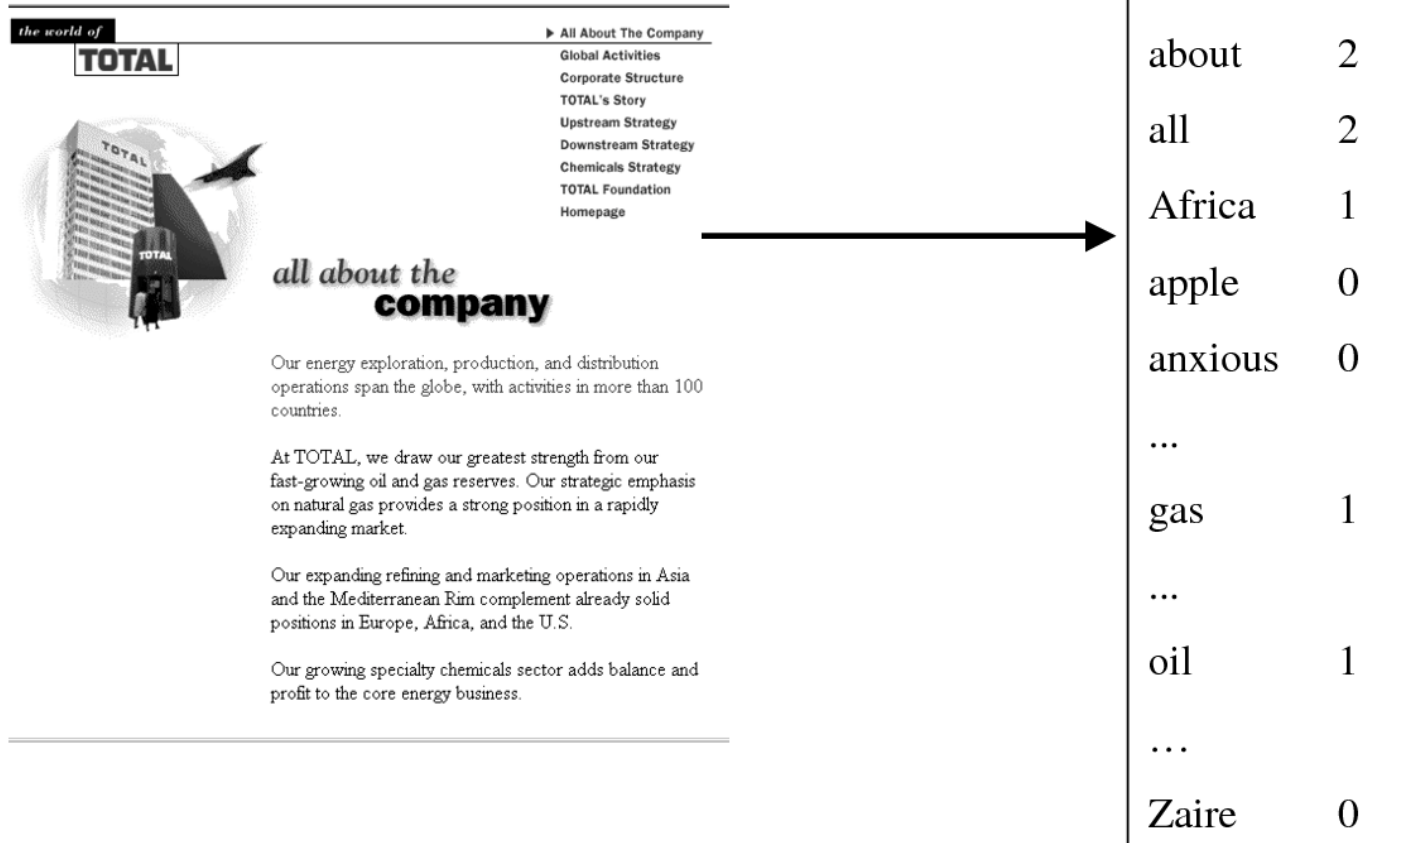 the world of
TOTAL
All About The Company
Global Activities
Corporate Structure
TOTAL's Story
Upstream Strategy
Downstream Strategy
Chemicals Strategy
TOTAL Foundation
Homepage
TOTAL
TOTAL
all about the
company
Our energy exploration, production, and distribution
operations span the globe, with activities in more than 100
countries.
At TOTAL, we draw our greatest strength from our
fast-growing oil and gas reserves. Our strategic emphasis
on natural gas provides a strong position in a rapidly
expanding market.
Our expanding refining and marketing operations in Asia
and the Mediterranean Rim complement already solid
positions in Europe, Africa, and the U.S.
Our growing specialty chemicals sector adds balance and
profit to the core energy business.
about 2
all 2
Africa 1
apple 0
anxious 0
...
gas 1
...
oil 1
…
Zaire 0